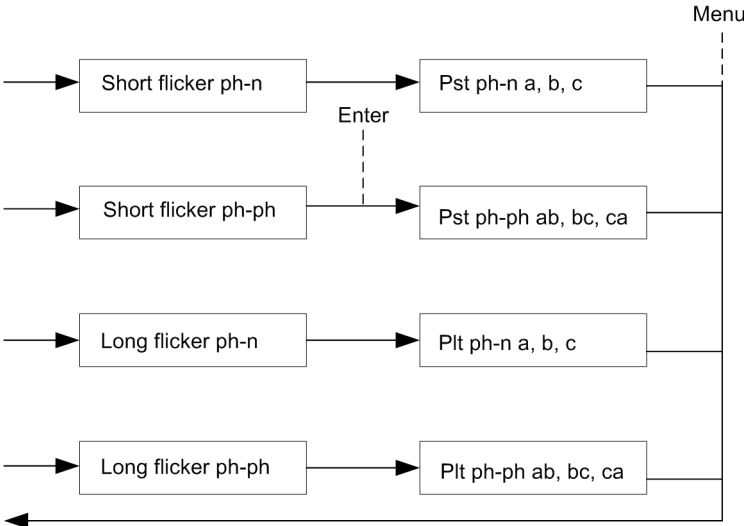 Menu
Short flicker ph-n
Pst ph-n a, b, c
Enter
Short flicker ph-ph
Pst ph-ph ab, bc, ca
Long flicker ph-n
Plt ph-n a, b, c
Long flicker ph-ph
Plt ph-ph ab, bc, ca